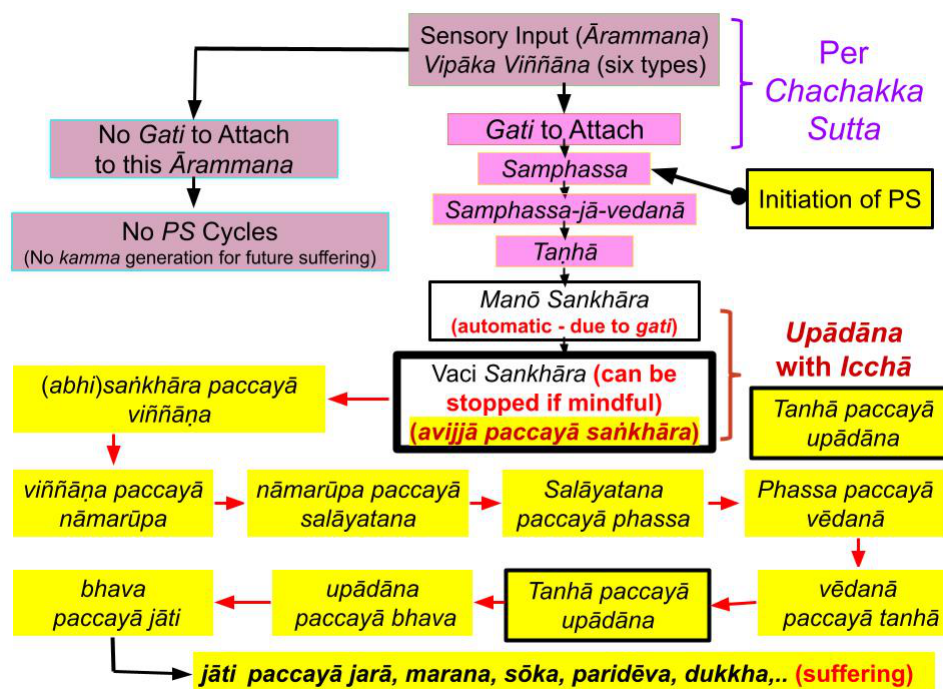 Sensory Input (Ārammana)
Vipāka Viññāna (six types)
Per
Chachakka
Sutta
No Gati to Attach
to this Ārammana
Gati to Attach
Samphassa
Initiation of PS
No PS Cycles
(No kamma generation for future suffering)
Samphassa-jā-vedanā
Taṇhā
Manō Sankhāra
(automatic - due to gati)
Upādāna
with Icchā
Vaci Sankhāra (can be
stopped if mindful)
(avijjā paccayā saṅkhāra)
Tanhā paccayā
upādāna
(abhi)saṅkhāra paccayā
viññāṇa
viññāṇa paccayā
nāmarūpa
nāmarūpa paccayā
salāyatana
Salāyatana
paccayā phassa
Phassa paccayā
vēdanā
vēdanā
paccayā tanhā
Tanhā paccayā
upādāna
upādāna
paccayā bhava
bhava
paccayā jāti
jāti paccayā jarā, marana, sōka, paridēva, dukkha,.. (suffering)